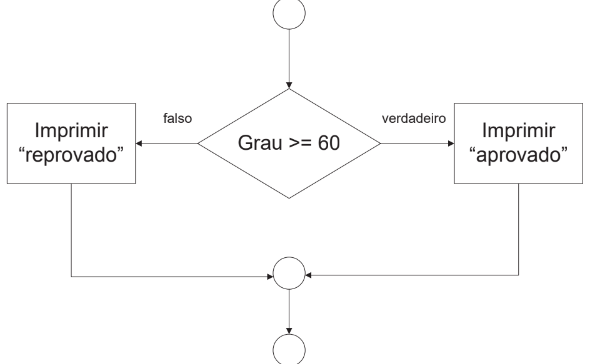 falso
verdadeiro
Imprimir
“reprovado”
Grau >= 60
Imprimir
“aprovado”